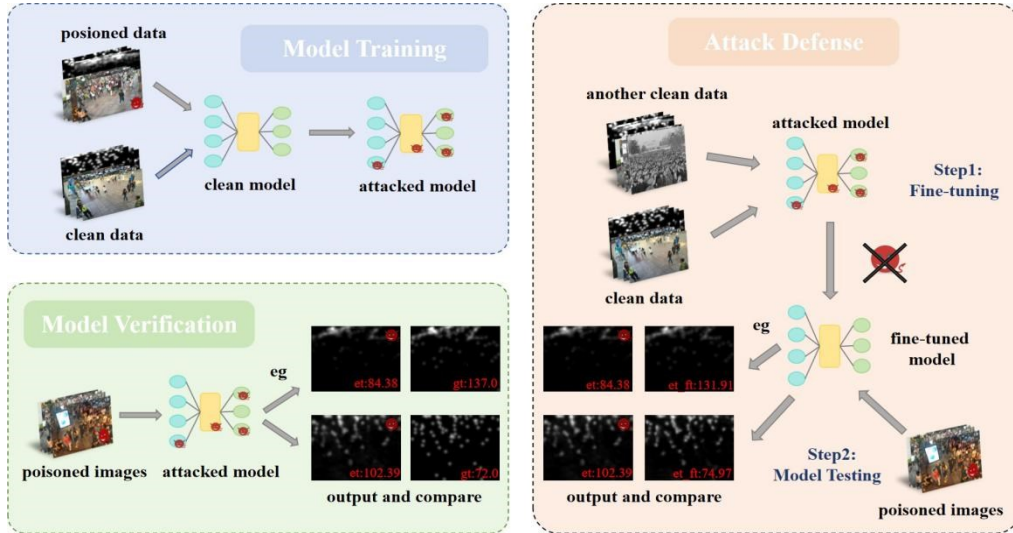 Model Training
posioned data
clean data
clean model
attacked model
Model Verification
poisoned images
attacked model
eg
et:84.38
gt:137.0
et:102.39
gt:72.0
output and compare
Attack Defense
another clean data
clean data
attacked model
Step1:
Fine-tuning
fine-tuned
model
eg
et:84.38
et_ft:131.91
et:102.39
et_ft:74.97
output and compare
Step2:
Model Testing
poisoned images